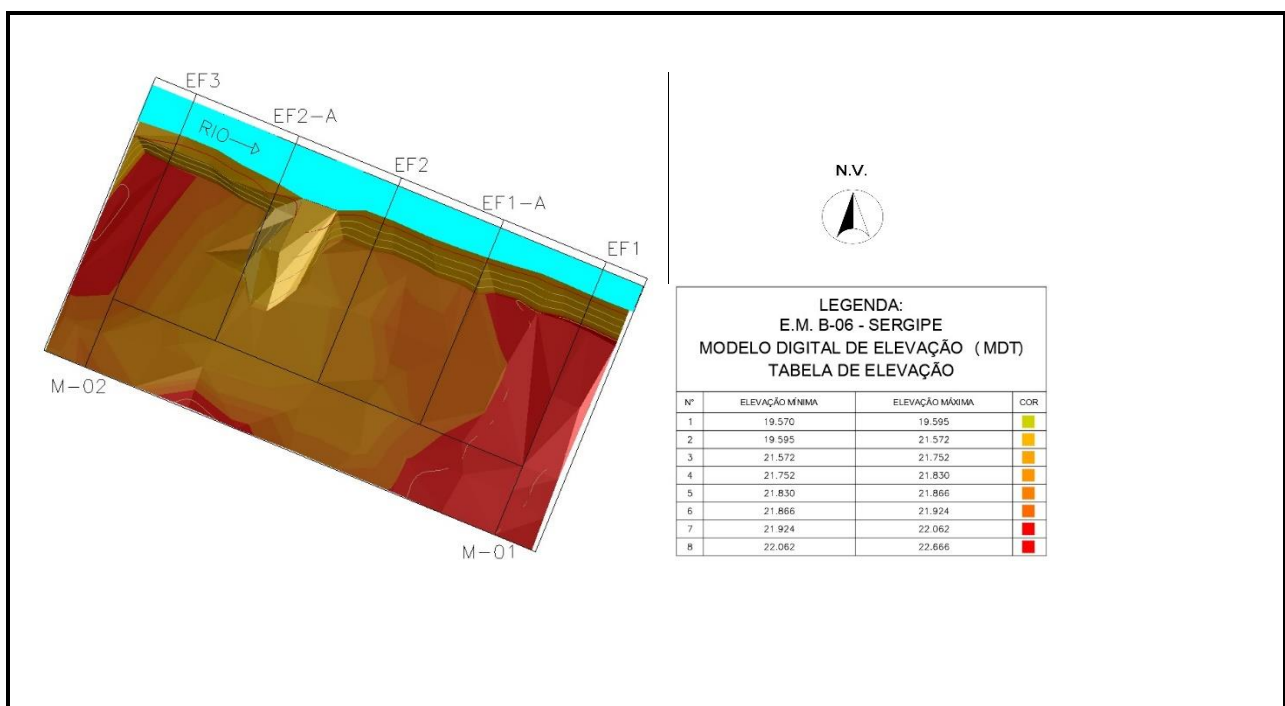 EF3
EF2-A
RIO
EF2
EF1-A
EF1
M-02
M-01
N.V.
LEGENDA:
E.M. B-06 - SERGIPE
MODELO DIGITAL DE ELEVAÇÃO ( MDT)
TABELA DE ELEVAÇÃO
N° ELEVAÇÃO MÍNIMA ELEVAÇÃO MÁXIMA COR
1 19.570 19.595
2 19.595 21.572
3 21.572 21.752
4 21.752 21.830
5 21.830 21.866
6 21.866 21.924
7 21.924 22.062
8 22.062 22.666